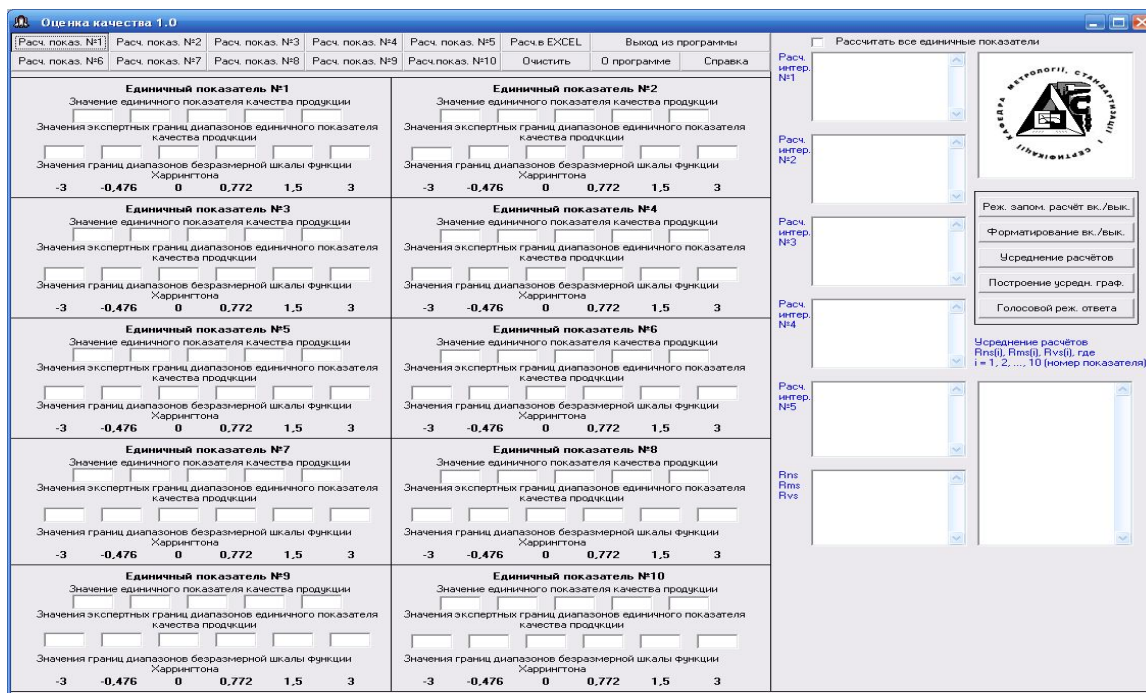 Оценка качества 1.0
Расч. показ. №1 Расч. показ. №2 Расч. показ. №3 Расч. показ. №4 Расч. показ. №5 Расч.в EXCEL Выход из программы
Расч. показ. №6 Расч. показ. №7 Расч. показ. №8 Расч. показ. №9 Расч.показ. №10 Очистить О программе Справка
Рассчитать все единичные показатели
Единичный показатель №1
Значение единичного показателя качества продукции
Значения экспертных границ диапазонов единичного показателя
качества продукции
Значения границ диапазонов безразмерной шкалы функции
Харрингтона
-3 -0,476 0 0,772 1,5 3
Единичный показатель №2
Значение единичного показателя качества продукции
Значения экспертных границ диапазонов единичного показателя
качества продукции
Значения границ диапазонов безразмерной шкалы функции
Харрингтона
-3 -0,476 0 0,772 1,5 3
Единичный показатель №3
Значение единичного показателя качества продукции
Значения экспертных границ диапазонов единичного показателя
качества продукции
Значения границ диапазонов безразмерной шкалы функции
Харрингтона
-3 -0,476 0 0,772 1,5 3
Единичный показатель №4
Значение единичного показателя качества продукции
Значения экспертных границ диапазонов единичного показателя
качества продукции
Значения границ диапазонов безразмерной шкалы функции
Харрингтона
-3 -0,476 0 0,772 1,5 3
Единичный показатель №5
Значение единичного показателя качества продукции
Значения экспертных границ диапазонов единичного показателя
качества продукции
Значения границ диапазонов безразмерной шкалы функции
Харрингтона
-3 -0,476 0 0,772 1,5 3
Единичный показатель №6
Значение единичного показателя качества продукции
Значения экспертных границ диапазонов единичного показателя
качества продукции
Значения границ диапазонов безразмерной шкалы функции
Харрингтона
-3 -0,476 0 0,772 1,5 3
Единичный показатель №7
Значение единичного показателя качества продукции
Значения экспертных границ диапазонов единичного показателя
качества продукции
Значения границ диапазонов безразмерной шкалы функции
Харрингтона
-3 -0,476 0 0,772 1,5 3
Единичный показатель №8
Значение единичного показателя качества продукции
Значения экспертных границ диапазонов единичного показателя
качества продукции
Значения границ диапазонов безразмерной шкалы функции
Харрингтона
-3 -0,476 0 0,772 1,5 3
Единичный показатель №9
Значение единичного показателя качества продукции
Значения экспертных границ диапазонов единичного показателя
качества продукции
Значения границ диапазонов безразмерной шкалы функции
Харрингтона
-3 -0,476 0 0,772 1,5 3
Единичный показатель №10
Значение единичного показателя качества продукции
Значения экспертных границ диапазонов единичного показателя
качества продукции
Значения границ диапазонов безразмерной шкалы функции
Харрингтона
-3 -0,476 0 0,772 1,5 3
Расч.
интер.
№1
Расч.
интер.
№2
Расч.
интер.
№3
Расч.
интер.
№4
Расч.
интер.
№5
Rns
Rms
Rvs
КАФЕДРА МЕТРОЛОГІЇ, СТАНДАРТИЗАЦІЇ І СЕРТИФІКАЦІЇ
Реж. запом. расчёт вк./вык.
Форматирование вк./вык.
Усреднение расчётов
Построение усредн. граф.
Голосовой реж. ответа
Усреднение расчётов
Rns(i), Rms(i), Rvs(i), где
i = 1, 2, ..., 10 (номер показателя)